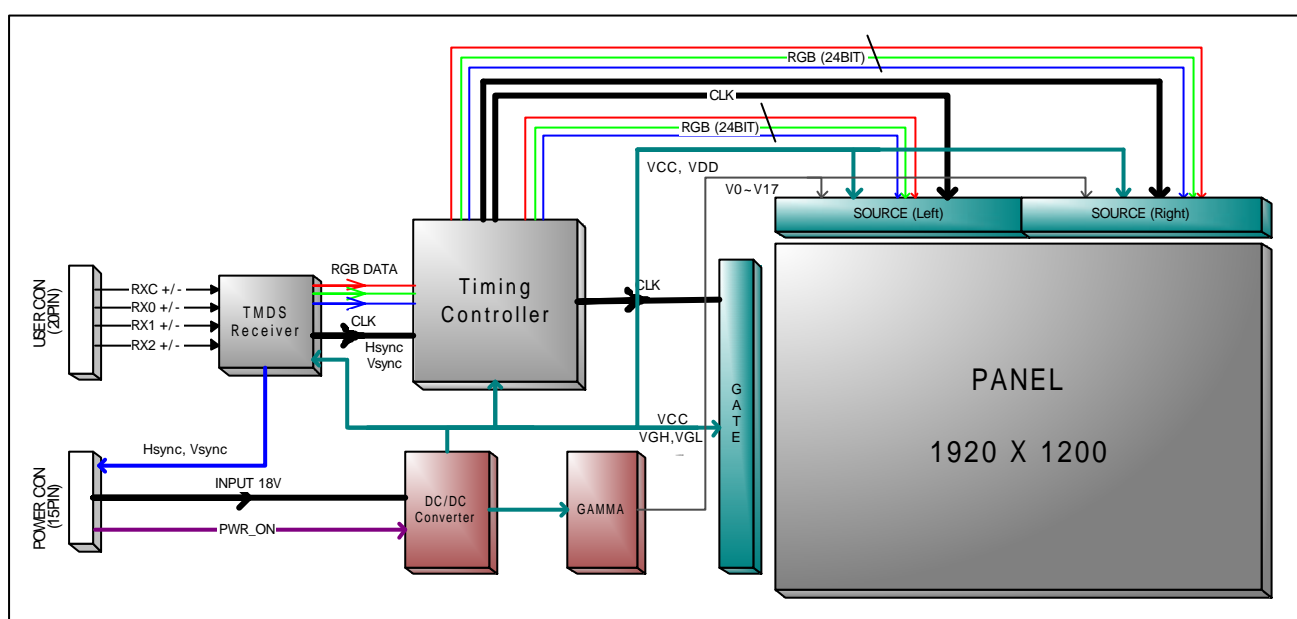 RGB (24BIT)
CLK
RGB (24BIT)
VCC, VDD
V0~V17
SOURCE (Left)
SOURCE (Right)
USER CON
(20PIN)
RXC +/-
RX0 +/-
RX1 +/-
RX2 +/-
TMDS
Receiver
RGB DATA
CLK
Hsync
Vsync
Timing
Controller
CLK
GATE
PANEL
1920 X 1200
VCC
VGH,VGL
Hsync, Vsync
POWER CON
(15PIN)
INPUT 18V
PWR_ON
DC/DC
Converter
GAMMA